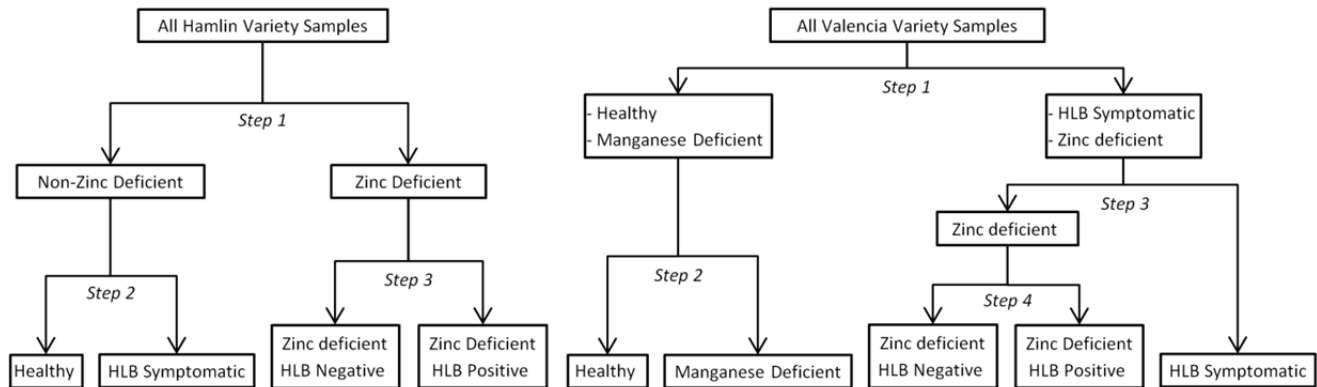 All Hamlin Variety Samples
Step 1
Non-Zinc Deficient
Zinc Deficient
Step 2
Step 3
Healthy
HLB Symptomatic
Zinc deficient
HLB Negative
Zinc Deficient
HLB Positive
All Valencia Variety Samples
Step 1
- Healthy
- Manganese Deficient
- HLB Symptomatic
- Zinc deficient
Step 3
Zinc deficient
Step 2
Step 4
Healthy
Manganese Deficient
Zinc deficient
HLB Negative
Zinc Deficient
HLB Positive
HLB Symptomatic